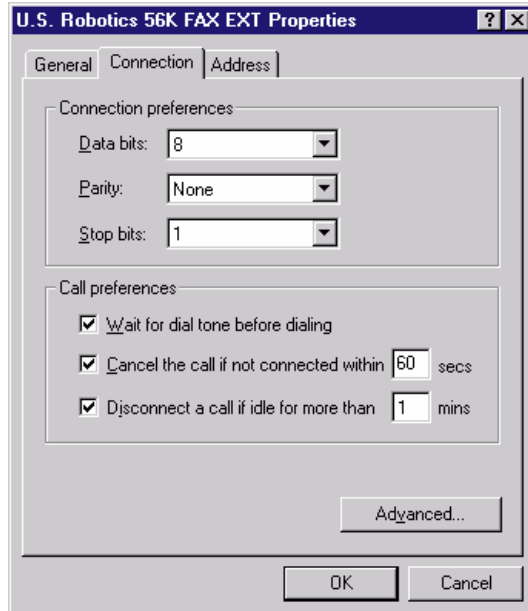 U.S. Robotics 56K FAX EXT Properties ? X
General Connection Address
Connection preferences
Data bits: 8
Parity: None
Stop bits: 1
Call preferences
Wait for dial tone before dialing
Cancel the call if not connected within 60 secs
Disconnect a call if idle for more than 1 mins
Advanced...
OK Cancel